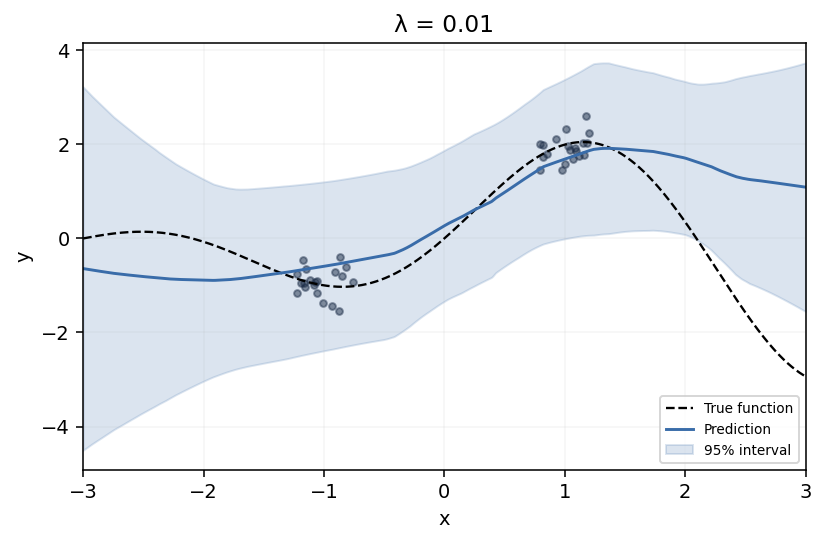 λ = 0.01
4
2
0
−2
−4
y
−3
−2
−1
0
1
2
3
x
True function
Prediction
95% interval